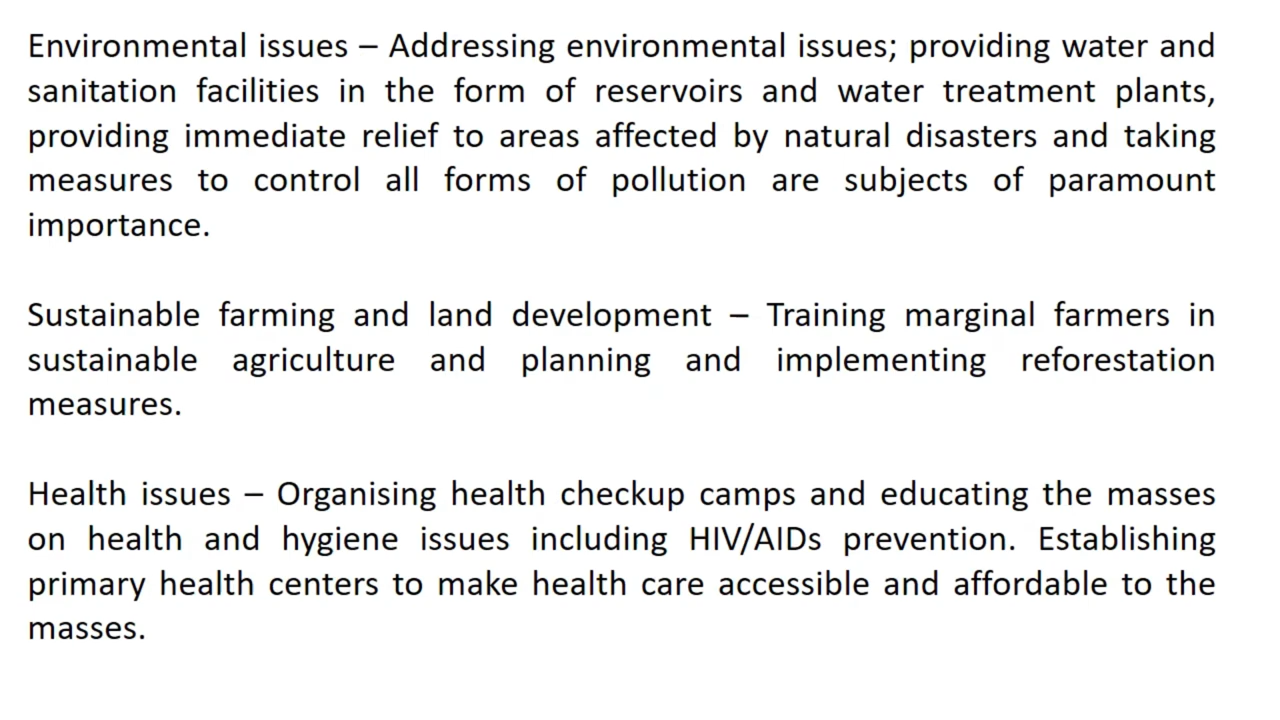 Environmental issues – Addressing environmental issues; providing water and
sanitation facilities in the form of reservoirs and water treatment plants,
providing immediate relief to areas affected by natural disasters and taking
measures to control all forms of pollution are subjects of paramount
importance.
Sustainable farming and land development – Training marginal farmers in
sustainable agriculture and planning and implementing reforestation
measures.
Health issues – Organising health checkup camps and educating the masses
on health and hygiene issues including HIV/AIDs prevention. Establishing
primary health centers to make health care accessible and affordable to the
masses.